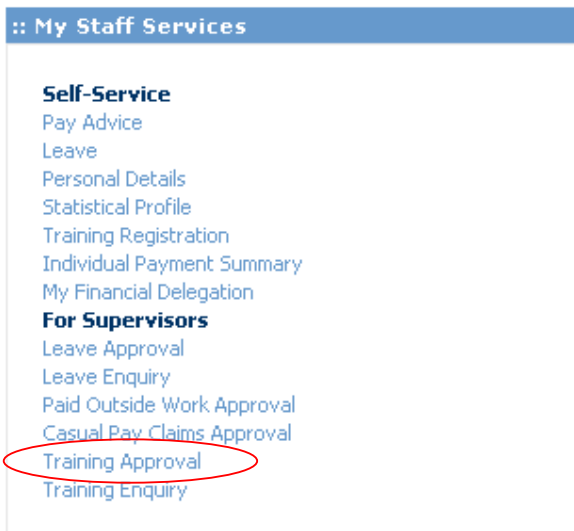 :: My Staff Services
Self-Service
Pay Advice
Leave
Personal Details
Statistical Profile
Training Registration
Individual Payment Summary
My Financial Delegation
For Supervisors
Leave Approval
Leave Enquiry
Paid Outside Work Approval
Casual Pay Claims Approval
Training Approval
Training Enquiry